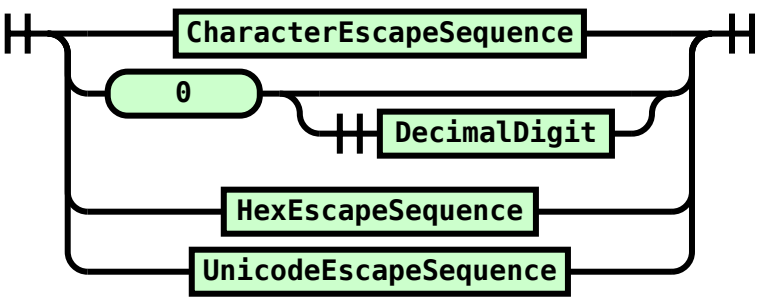 CharacterEscapeSequence
0
DecimalDigit
HexEscapeSequence
UnicodeEscapeSequence